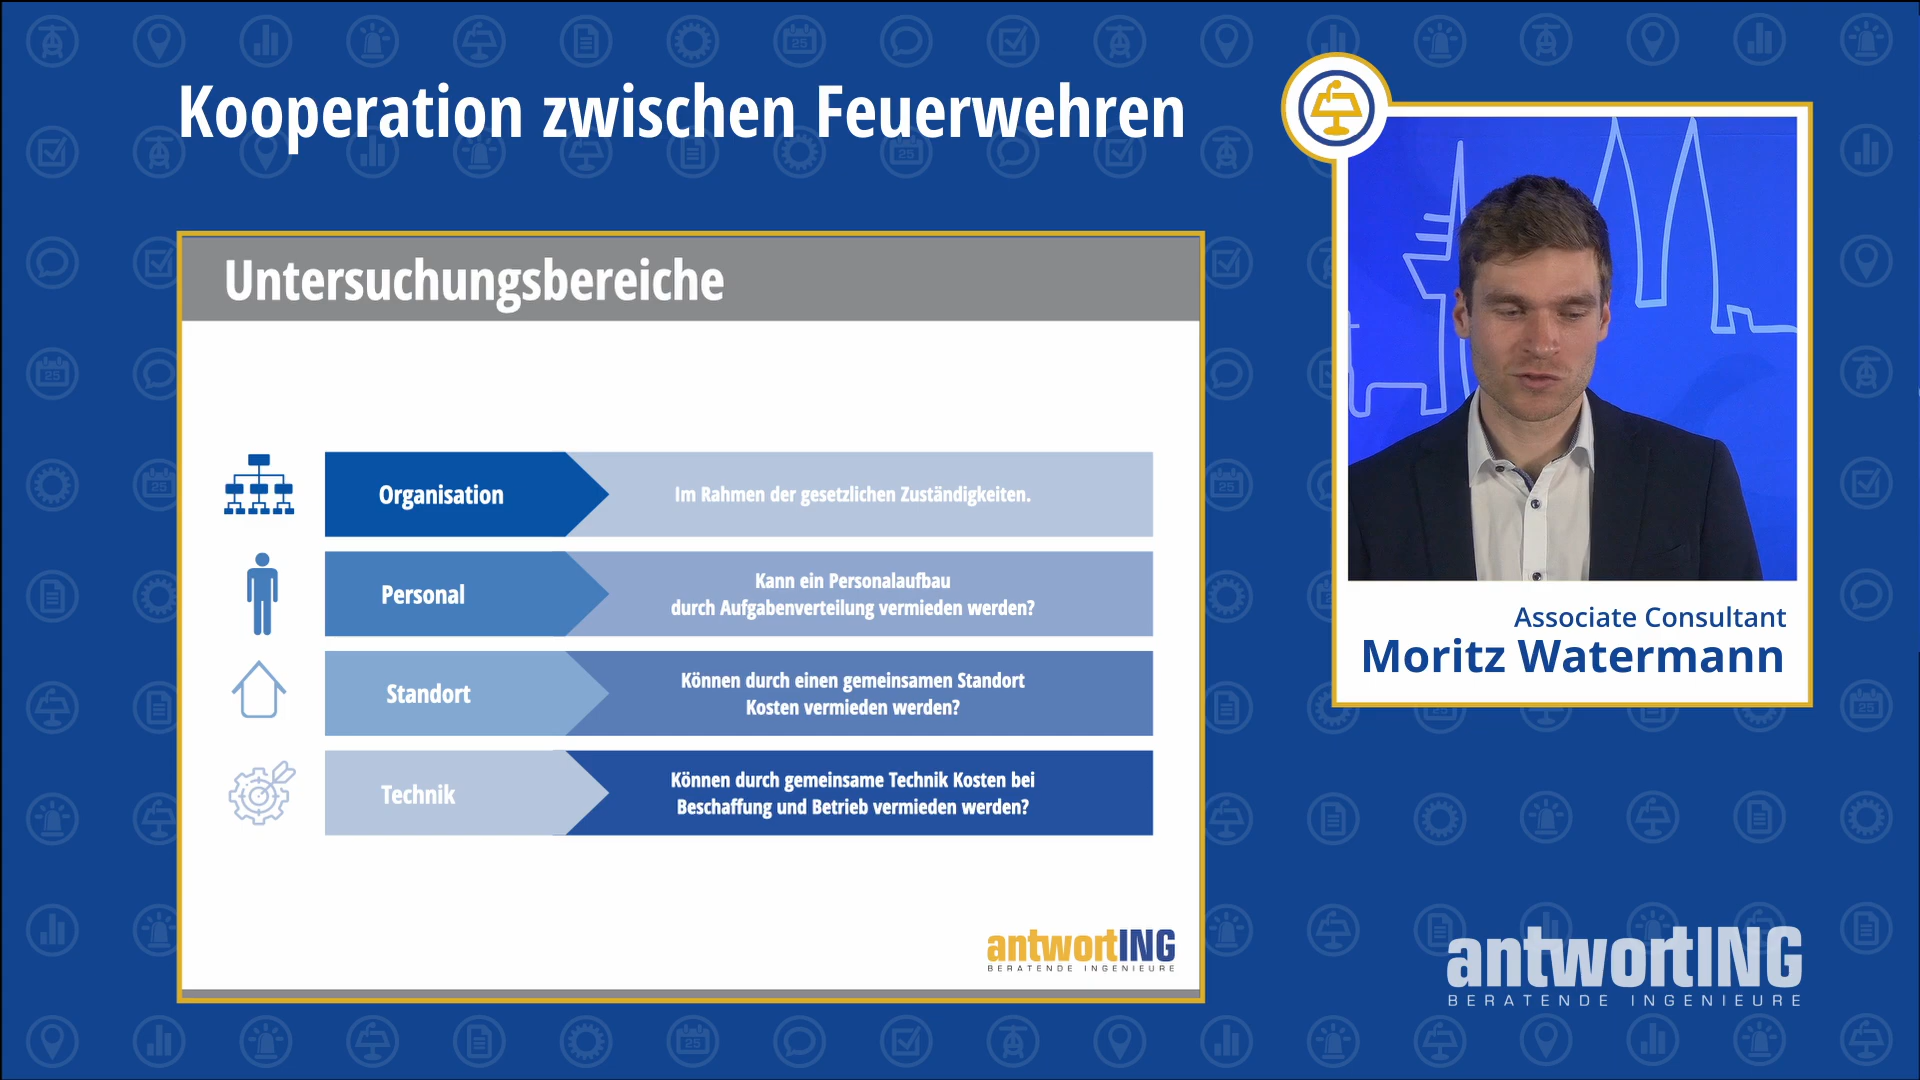 Kooperation zwischen Feuerwehren
Untersuchungsbereiche
Organisation
Im Rahmen der gesetzlichen Zuständigkeiten.
Personal
Kann ein Personalaufbau
durch Aufgabenverteilung vermieden werden?
Standort
Können durch einen gemeinsamen Standort
Kosten vermieden werden?
Technik
Können durch gemeinsame Technik Kosten bei
Beschaffung und Betrieb vermieden werden?
antwortING
BERATENDE INGENIEURE
Associate Consultant
Moritz Watermann
antwortING
BERATENDE INGENIEURE